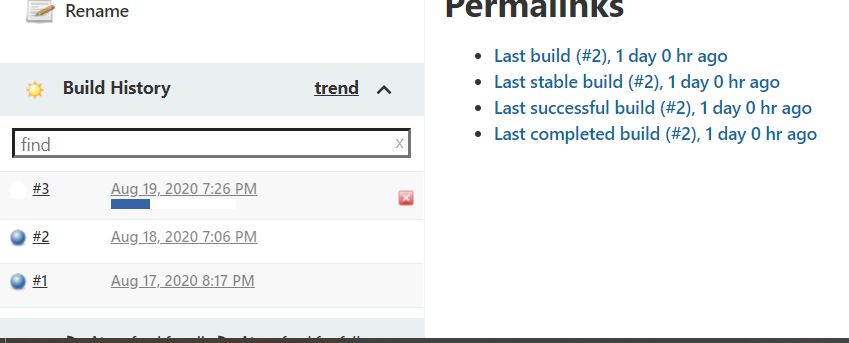 Rename
Build History trend
find x
#3 Aug 19, 2020 7:26 PM
#2 Aug 18, 2020 7:06 PM
#1 Aug 17, 2020 8:17 PM
Permalinks
Last build (#2), 1 day 0 hr ago
Last stable build (#2), 1 day 0 hr ago
Last successful build (#2), 1 day 0 hr ago
Last completed build (#2), 1 day 0 hr ago